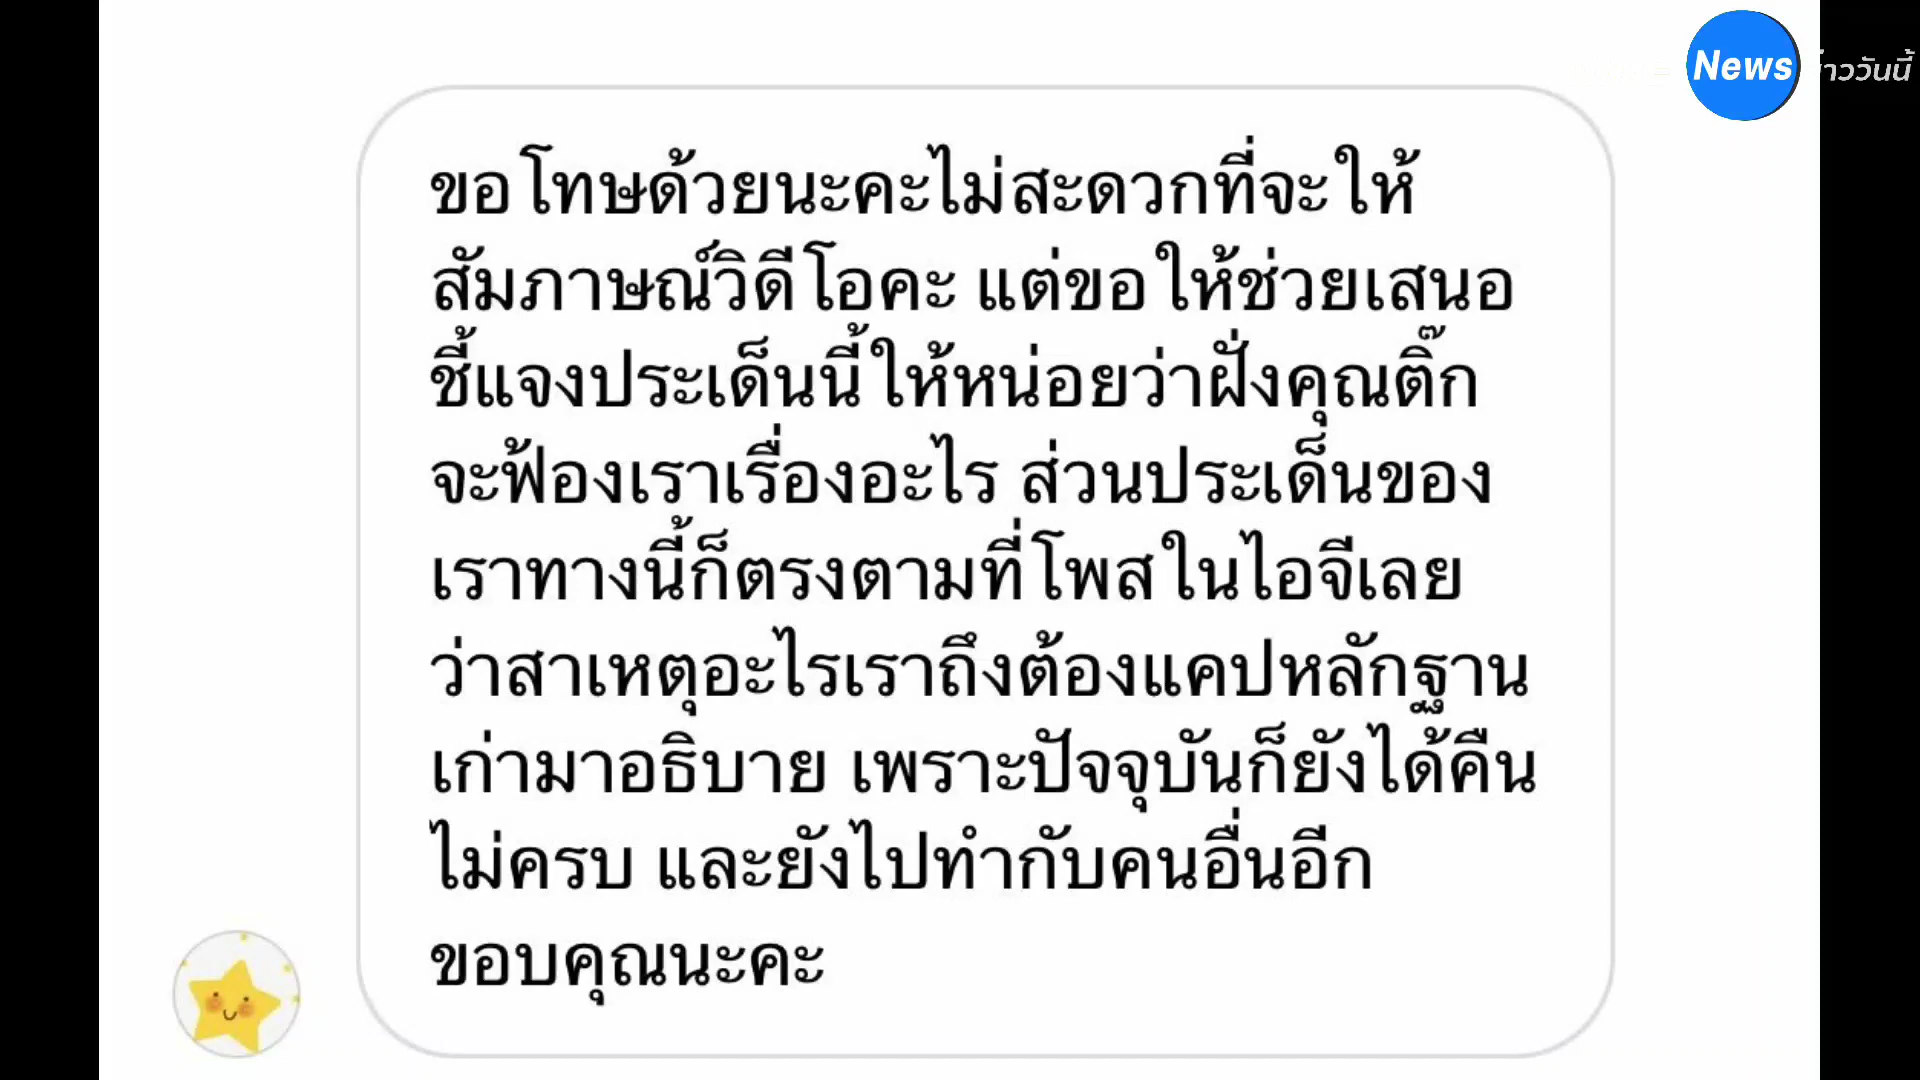 News
ขอโทษด้วยนะคะไม่สะดวกที่จะให้
สัมภาษณ์วิดีโอคะ แต่ขอให้ช่วยเสนอ
ชี้แจงประเด็นนี้ให้หน่อยว่าฝั่งคุณติ๊ก
จะฟ้องเราเรื่องอะไร ส่วนประเด็นของ
เราทางนี้ก็ตรงตามที่โพสในไอจีเลย
ว่าสาเหตุอะไรเราถึงต้องแคปหลักฐาน
เก่ามาอธิบาย เพราะปัจจุบันก็ยังได้คืน
ไม่ครบ และยังไปทำกับคนอื่นอีก
ขอบคุณนะคะ